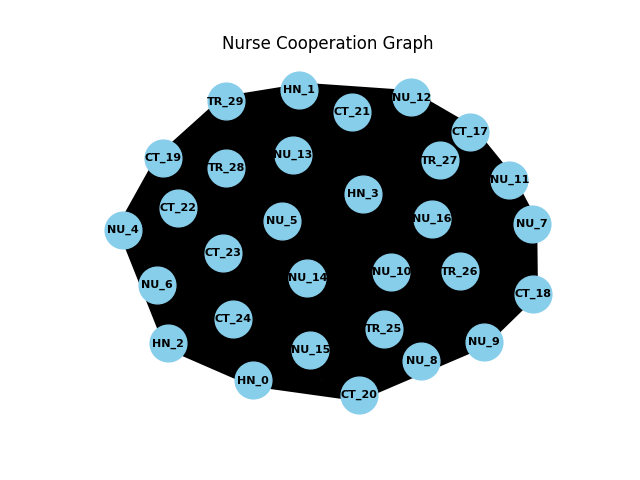 Nurse Cooperation Graph
HN_1
NU_12
TR_29
CT_21
CT_17
NU_13
CT_19
TR_27
TR_28
NU_11
HN_3
CT_22
NU_16
NU_5
NU_7
NU_4
CT_23
NU_10
TR_26
NU_14
NU_6
CT_18
CT_24
TR_25
NU_9
HN_2
NU_15
NU_8
HN_0
CT_20